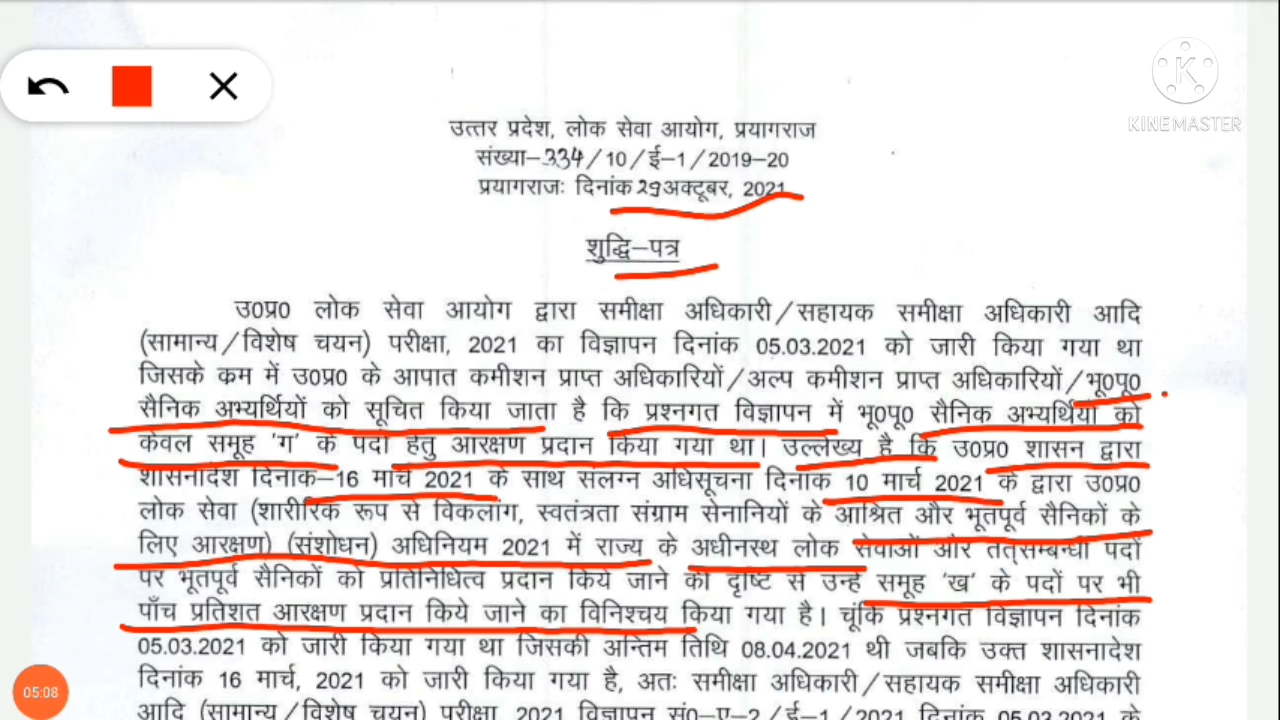 KINEMASTER
उत्तर प्रदेश, लोक सेवा आयोग, प्रयागराज
संख्या–334/10/ई–1/2019–20
प्रयागराजः दिनांक 29 अक्टूबर, 2021
शुद्धि–पत्र
उ0प्र0 लोक सेवा आयोग द्वारा समीक्षा अधिकारी/सहायक समीक्षा अधिकारी आदि
(सामान्य/विशेष चयन) परीक्षा, 2021 का विज्ञापन दिनांक 05.03.2021 को जारी किया गया था
जिसके कम में उ0प्र0 के आपात कमीशन प्राप्त अधिकारियों/अल्प कमीशन प्राप्त अधिकारियों/भू0पू0
सैनिक अभ्यर्थियों को सूचित किया जाता है कि प्रश्नगत विज्ञापन में भू0पू0 सैनिक अभ्यर्थियों को
केवल समूह 'ग' के पदों हेतु आरक्षण प्रदान किया गया था। उल्लेख्य है कि उ0प्र0 शासन द्वारा
शासनादेश दिनांक–16 मार्च 2021 के साथ संलग्न अधिसूचना दिनांक 10 मार्च 2021 के द्वारा उ0प्र0
लोक सेवा (शारीरिक रूप से विकलांग, स्वतंत्रता संग्राम सेनानियों के आश्रित और भूतपूर्व सैनिकों के
लिए आरक्षण) (संशोधन) अधिनियम 2021 में राज्य के अधीनस्थ लोक सेवाओं और तत्सम्बन्धी पदों
पर भूतपूर्व सैनिकों को प्रतिनिधित्व प्रदान किये जाने की दृष्टि से उन्हें समूह 'ख' के पदों पर भी
पाँच प्रतिशत आरक्षण प्रदान किये जाने का विनिश्चय किया गया है। चूंकि प्रश्नगत विज्ञापन दिनांक
05.03.2021 को जारी किया गया था जिसकी अन्तिम तिथि 08.04.2021 थी जबकि उक्त शासनादेश
दिनांक 16 मार्च, 2021 को जारी किया गया है, अतः समीक्षा अधिकारी/सहायक समीक्षा अधिकारी
आदि (सामान्य/विशेष चयन) परीक्षा, 2021 विज्ञापन सं0–ए–2/ई–1/2021 दिनांक 05.03.2021 के
05:08